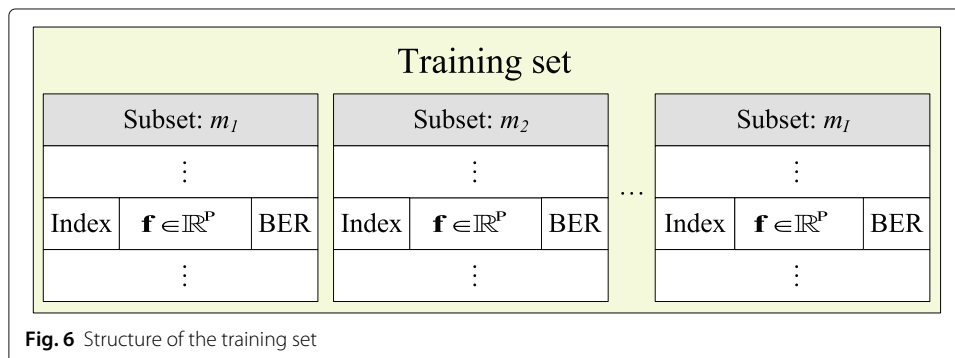 Training set
Subset: m₁ Subset: m₂ Subset: m_I
⋮ ⋮ ... ⋮
Index f ∈ ℝᴾ BER Index f ∈ ℝᴾ BER Index f ∈ ℝᴾ BER
⋮ ⋮ ⋮
Fig. 6 Structure of the training set